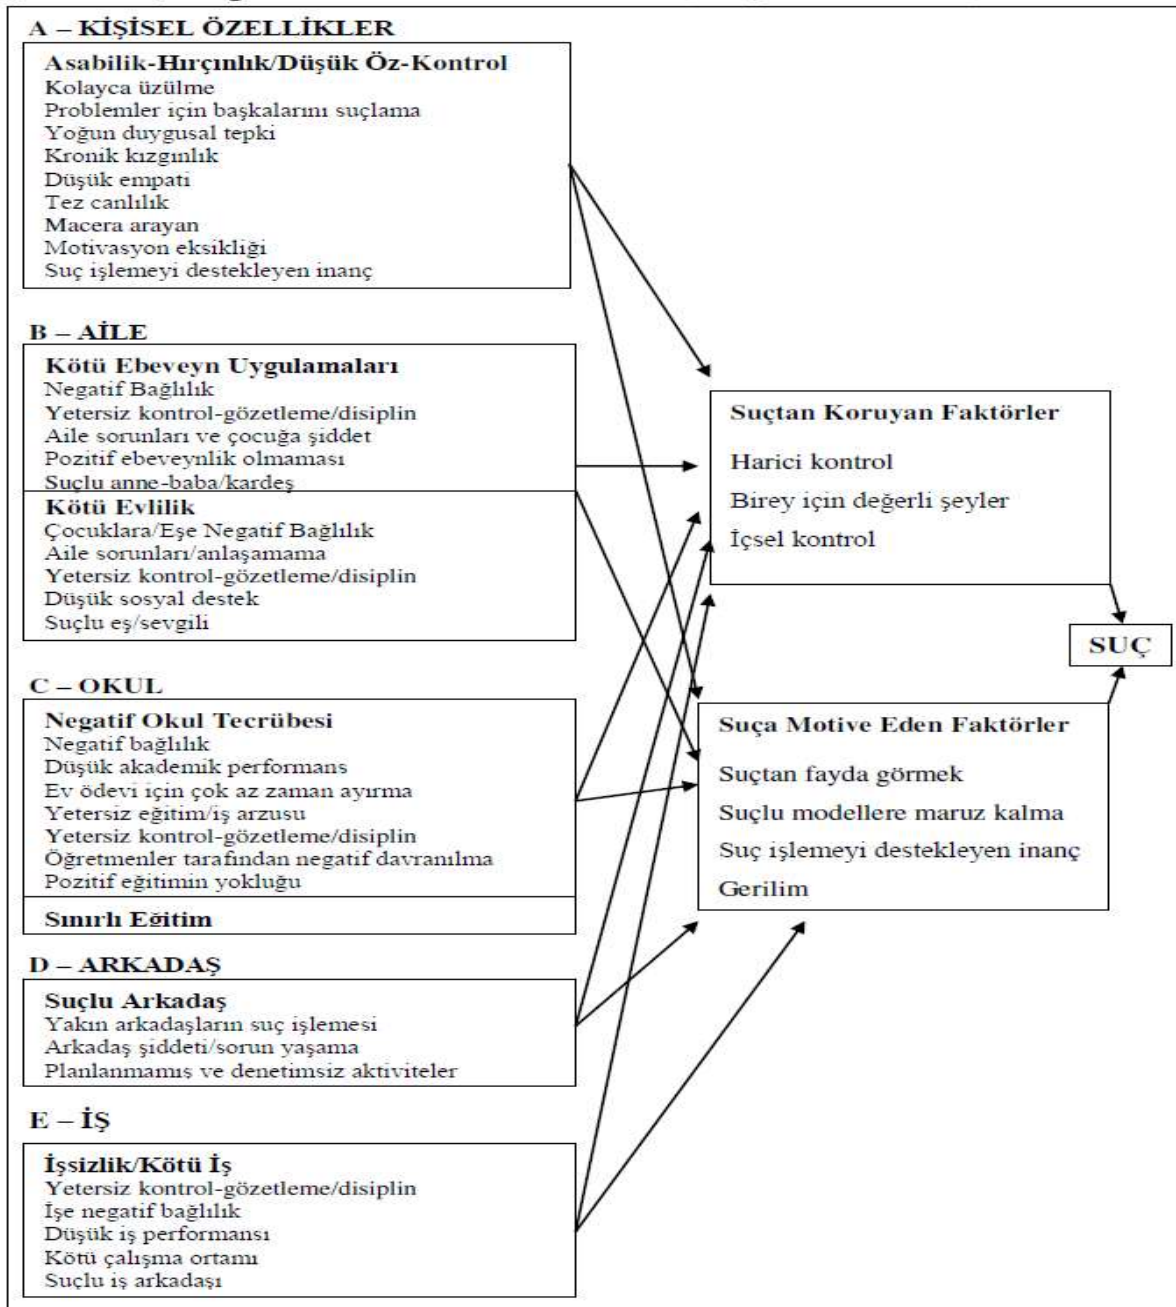 A – KİŞİSEL ÖZELLİKLER
Asabilik-Hırçınlık/Düşük Öz-Kontrol
Kolayca üzülme
Problemler için başkalarını suçlama
Yoğun duygusal tepki
Kronik kızgınlık
Düşük empati
Tez canlılık
Macera arayan
Motivasyon eksikliği
Suç işlemeyi destekleyen inanç
B – AİLE
Kötü Ebeveyn Uygulamaları
Negatif Bağlılık
Yetersiz kontrol-gözetleme/disiplin
Aile sorunları ve çocuğa şiddet
Pozitif ebeveynlik olmaması
Suçlu anne-baba/kardeş
Kötü Evlilik
Çocuklara/Eşe Negatif Bağlılık
Aile sorunları/anlaşamama
Yetersiz kontrol-gözetleme/disiplin
Düşük sosyal destek
Suçlu eş/sevgili
C – OKUL
Negatif Okul Tecrübesi
Negatif bağlılık
Düşük akademik performans
Ev ödevi için çok az zaman ayırma
Yetersiz eğitim/iş arzusu
Yetersiz kontrol-gözetleme/disiplin
Öğretmenler tarafından negatif davranılma
Pozitif eğitimin yokluğu
Sınırlı Eğitim
D – ARKADAŞ
Suçlu Arkadaş
Yakın arkadaşların suç işlemesi
Arkadaş şiddeti/sorun yaşama
Planlanmamış ve denetimsiz aktiviteler
E – İŞ
İşsizlik/Kötü İş
Yetersiz kontrol-gözetleme/disiplin
İşe negatif bağlılık
Düşük iş performansı
Kötü çalışma ortamı
Suçlu iş arkadaşı
Suçtan Koruyan Faktörler
Harici kontrol
Birey için değerli şeyler
İçsel kontrol
Suça Motive Eden Faktörler
Suçtan fayda görmek
Suçlu modellere maruz kalma
Suç işlemeyi destekleyen inanç
Gerilim
SUÇ